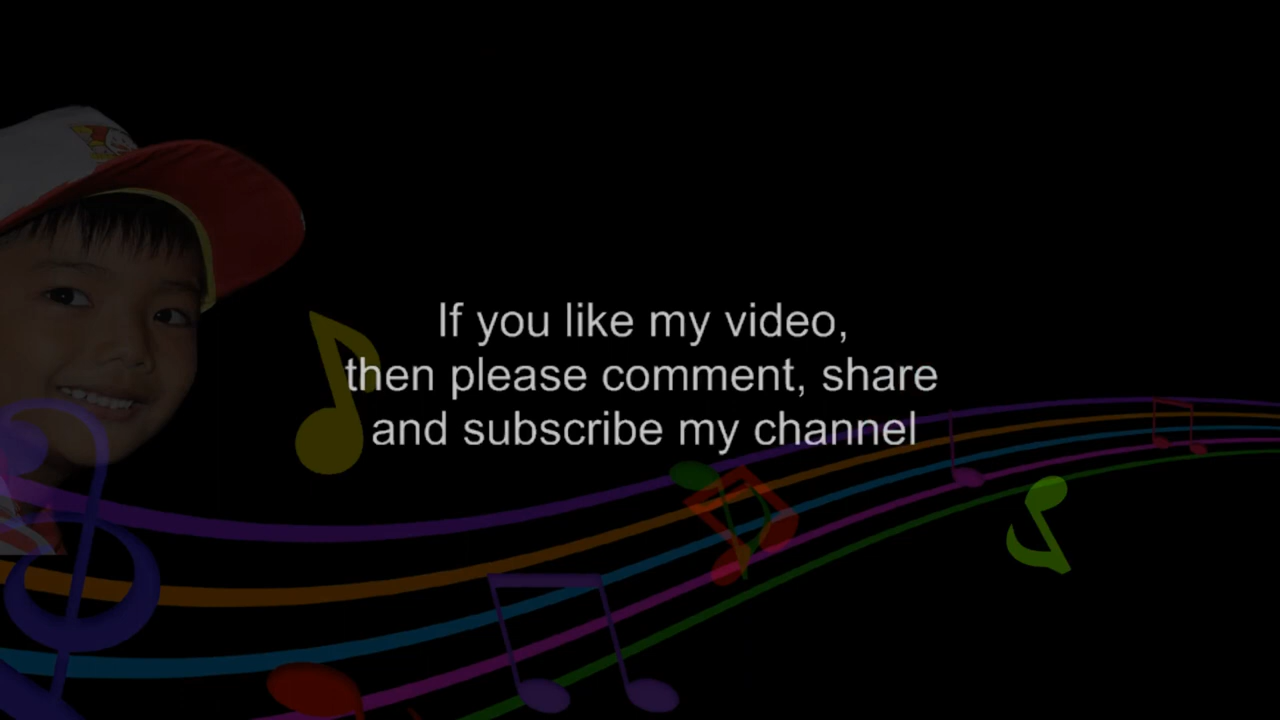 If you like my video,
then please comment, share
and subscribe my channel